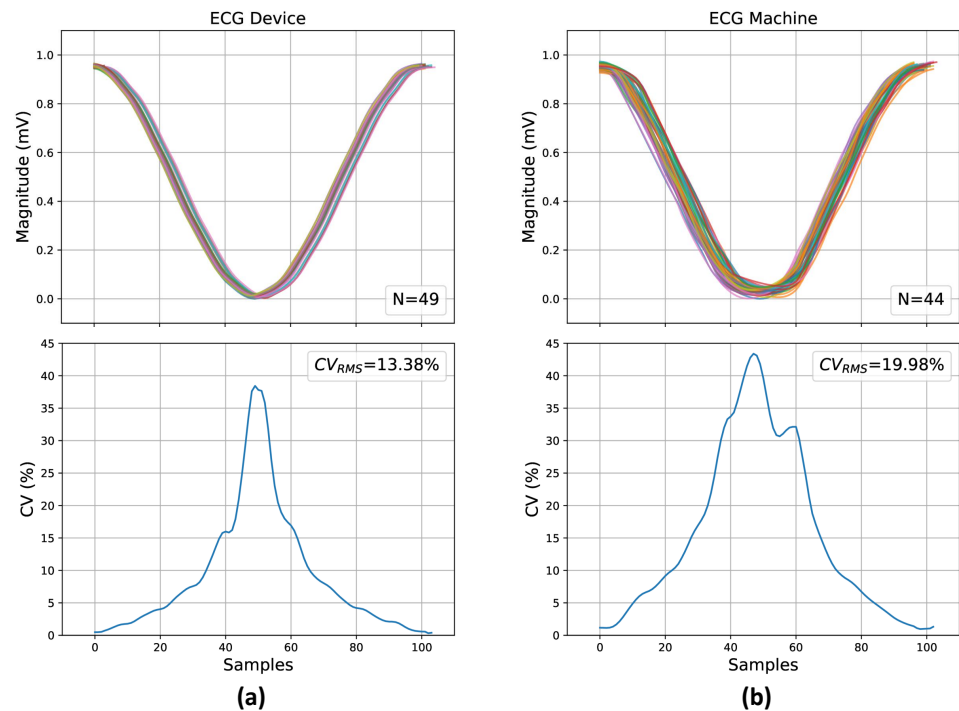 ECG Device
ECG Machine
1.0
0.8
0.6
0.4
0.2
0.0
Magnitude (mV)
N=49
1.0
0.8
0.6
0.4
0.2
0.0
Magnitude (mV)
N=44
45
40
35
30
25
20
15
10
5
0
CV (%)
CV_RMS=13.38%
0 20 40 60 80 100
Samples
(a)
45
40
35
30
25
20
15
10
5
0
CV (%)
CV_RMS=19.98%
0 20 40 60 80 100
Samples
(b)